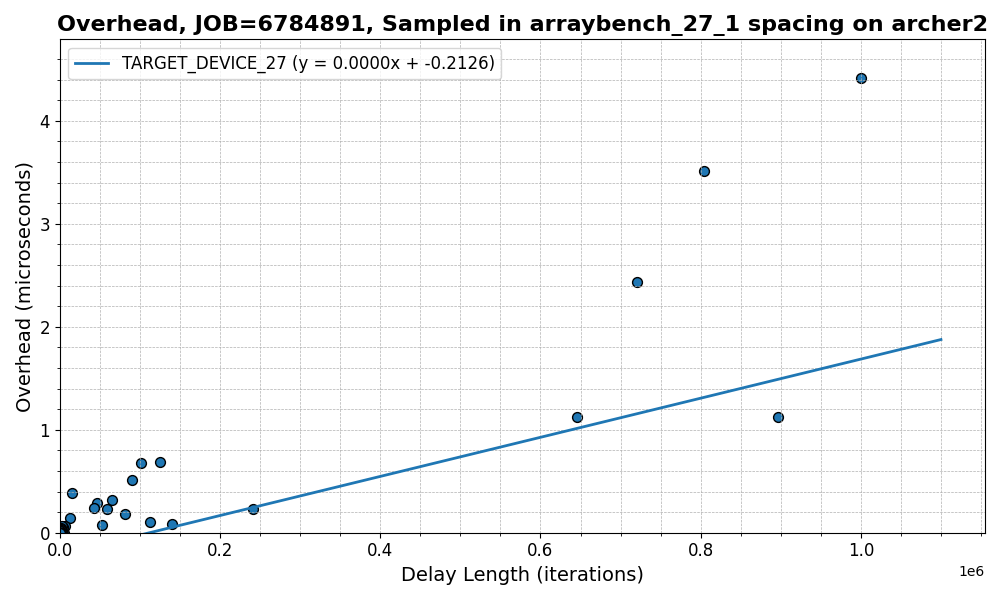 Overhead, JOB=6784891, Sampled in arraybench_27_1 spacing on archer2
TARGET_DEVICE_27 (y = 0.0000x + -0.2126)
Overhead (microseconds)
4
3
2
1
0
0.0 0.2 0.4 0.6 0.8 1.0
1e6
Delay Length (iterations)